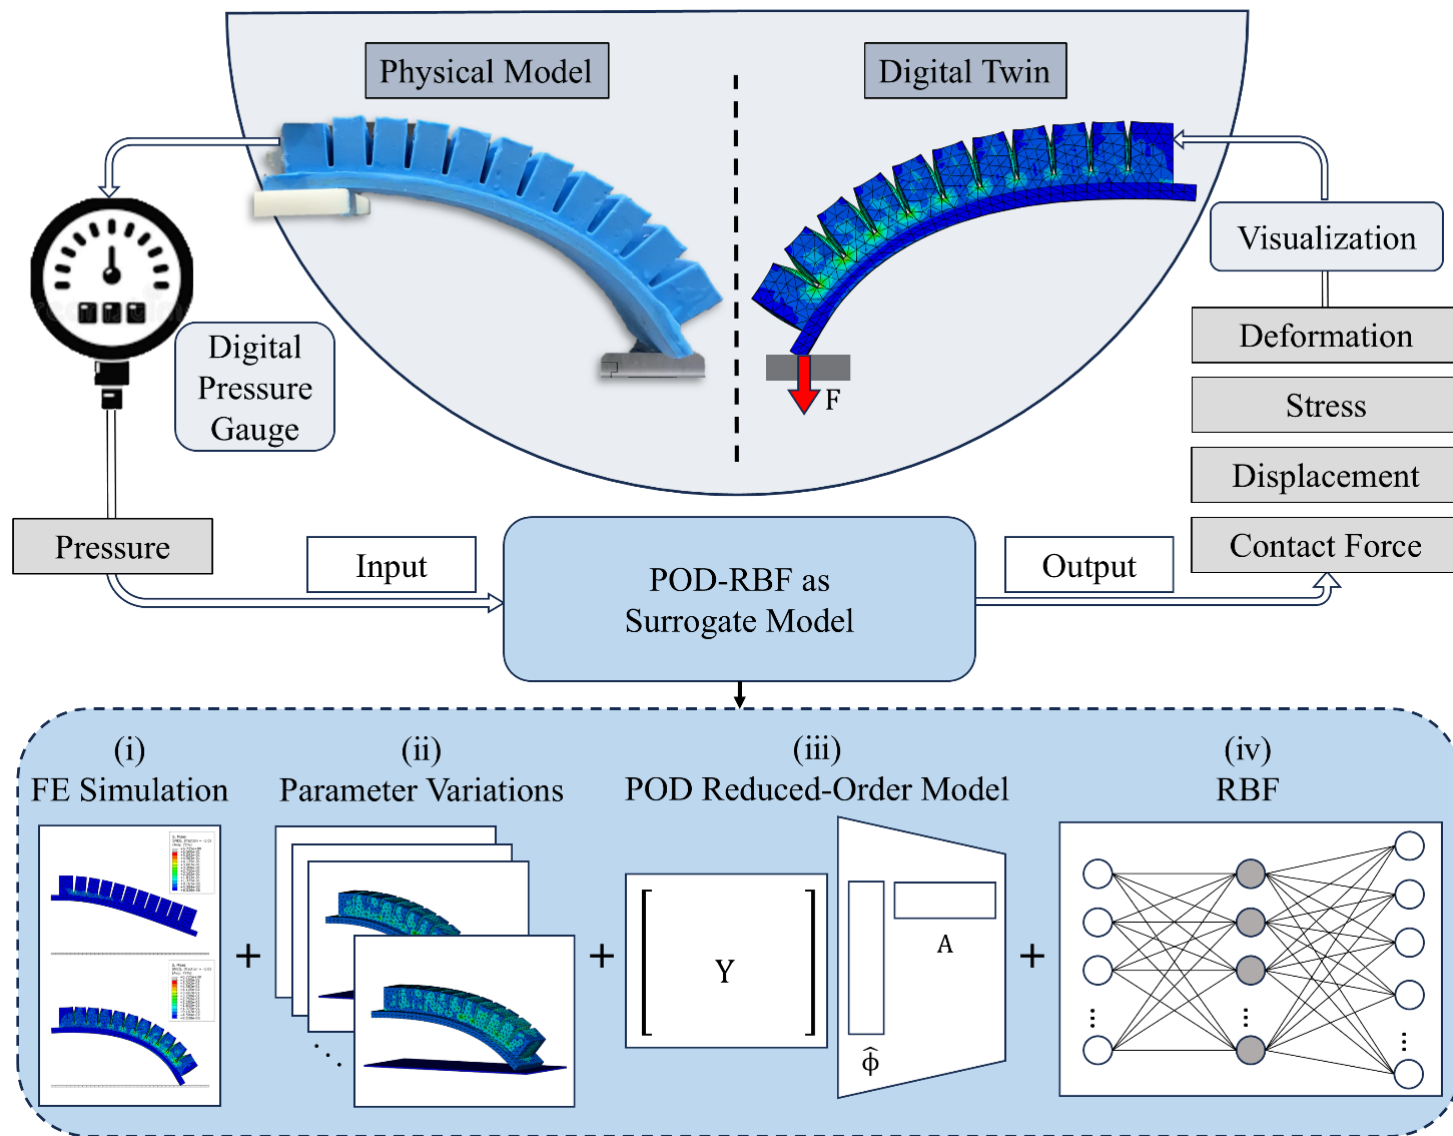 Physical Model
Digital Twin
Visualization
Digital
Pressure
Gauge
F
Deformation
Stress
Displacement
Contact Force
Pressure
Input
POD-RBF as
Surrogate Model
Output
(i)
FE Simulation
(ii)
Parameter Variations
(iii)
POD Reduced-Order Model
(iv)
RBF
+
+
+
Y
A
ϕ̂